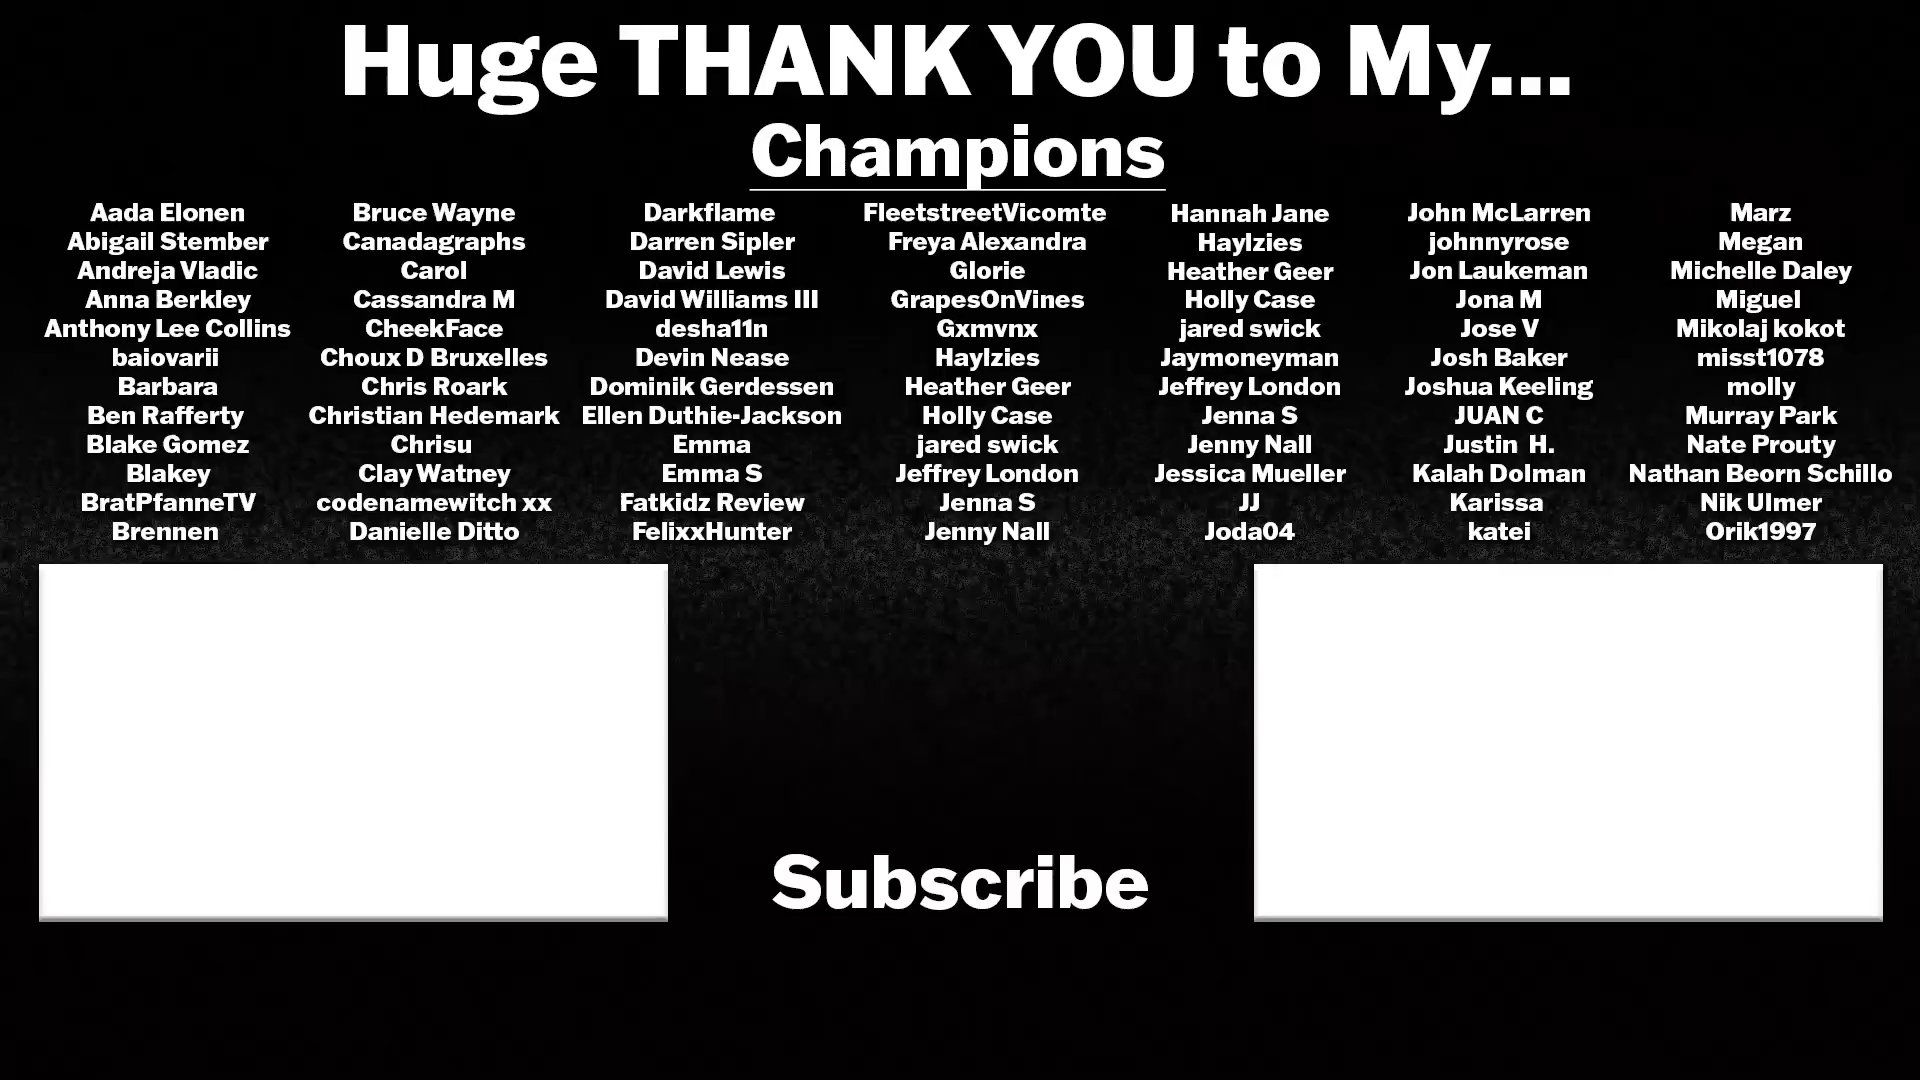 Huge THANK YOU to My...
Champions
Aada Elonen
Abigail Stember
Andreja Vladic
Anna Berkley
Anthony Lee Collins
baiovarii
Barbara
Ben Rafferty
Blake Gomez
Blakey
BratPfanneTV
Brennen
Bruce Wayne
Canadagraphs
Carol
Cassandra M
CheekFace
Choux D Bruxelles
Chris Roark
Christian Hedemark
Chrisu
Clay Watney
codenamewitch xx
Danielle Ditto
Darkflame
Darren Sipler
David Lewis
David Williams III
desha11n
Devin Nease
Dominik Gerdessen
Ellen Duthie-Jackson
Emma
Emma S
Fatkidz Review
FelixxHunter
FleetstreetVicomte
Freya Alexandra
Glorie
GrapesOnVines
Gxmvnx
Haylzies
Heather Geer
Holly Case
jared swick
Jeffrey London
Jenna S
Jenny Nall
Hannah Jane
Haylzies
Heather Geer
Holly Case
jared swick
Jaymoneyman
Jeffrey London
Jenna S
Jenny Nall
Jessica Mueller
JJ
Joda04
John McLarren
johnnyrose
Jon Laukeman
Jona M
Jose V
Josh Baker
Joshua Keeling
JUAN C
Justin  H.
Kalah Dolman
Karissa
katei
Marz
Megan
Michelle Daley
Miguel
Mikolaj kokot
misst1078
molly
Murray Park
Nate Prouty
Nathan Beorn Schillo
Nik Ulmer
Orik1997
Subscribe